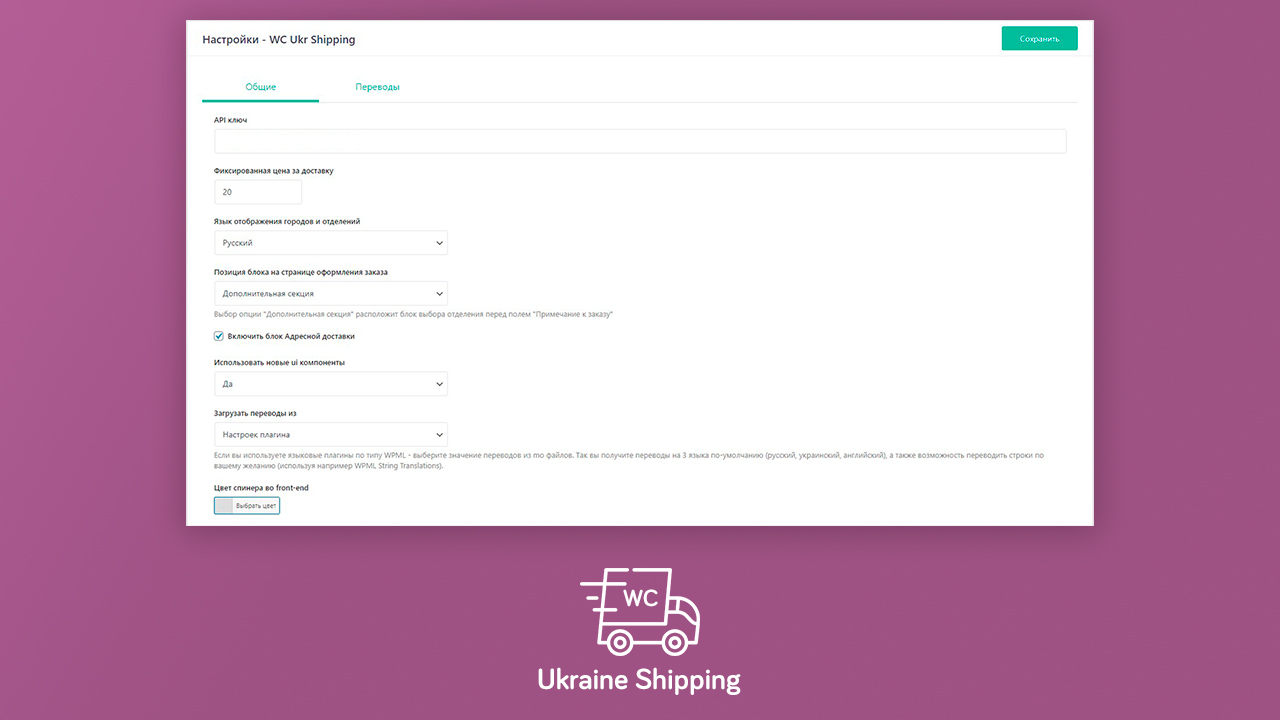 Настройки - WC Ukr Shipping
Сохранить
Общие
Переводы
API ключ
Фиксированная цена за доставку
20
Язык отображения городов и отделений
Русский
Позиция блока на странице оформления заказа
Дополнительная секция
Выбор опции "Дополнительная секция" расположит блок выбора отделения перед полем "Примечание к заказу"
Включить блок Адресной доставки
Использовать новые ui компоненты
Да
Загрузать переводы из
Настроек плагина
Если вы используете языковые плагины по типу WPML - выберите значение переводов из mo файлов. Так вы получите переводы на 3 языка по-умолчанию (русский, украинский, английский), а также возможность переводить строки по
вашему желанию (используя например WPML String Translations).
Цвет спинера во front-end
Выбрать цвет
WC
Ukraine Shipping